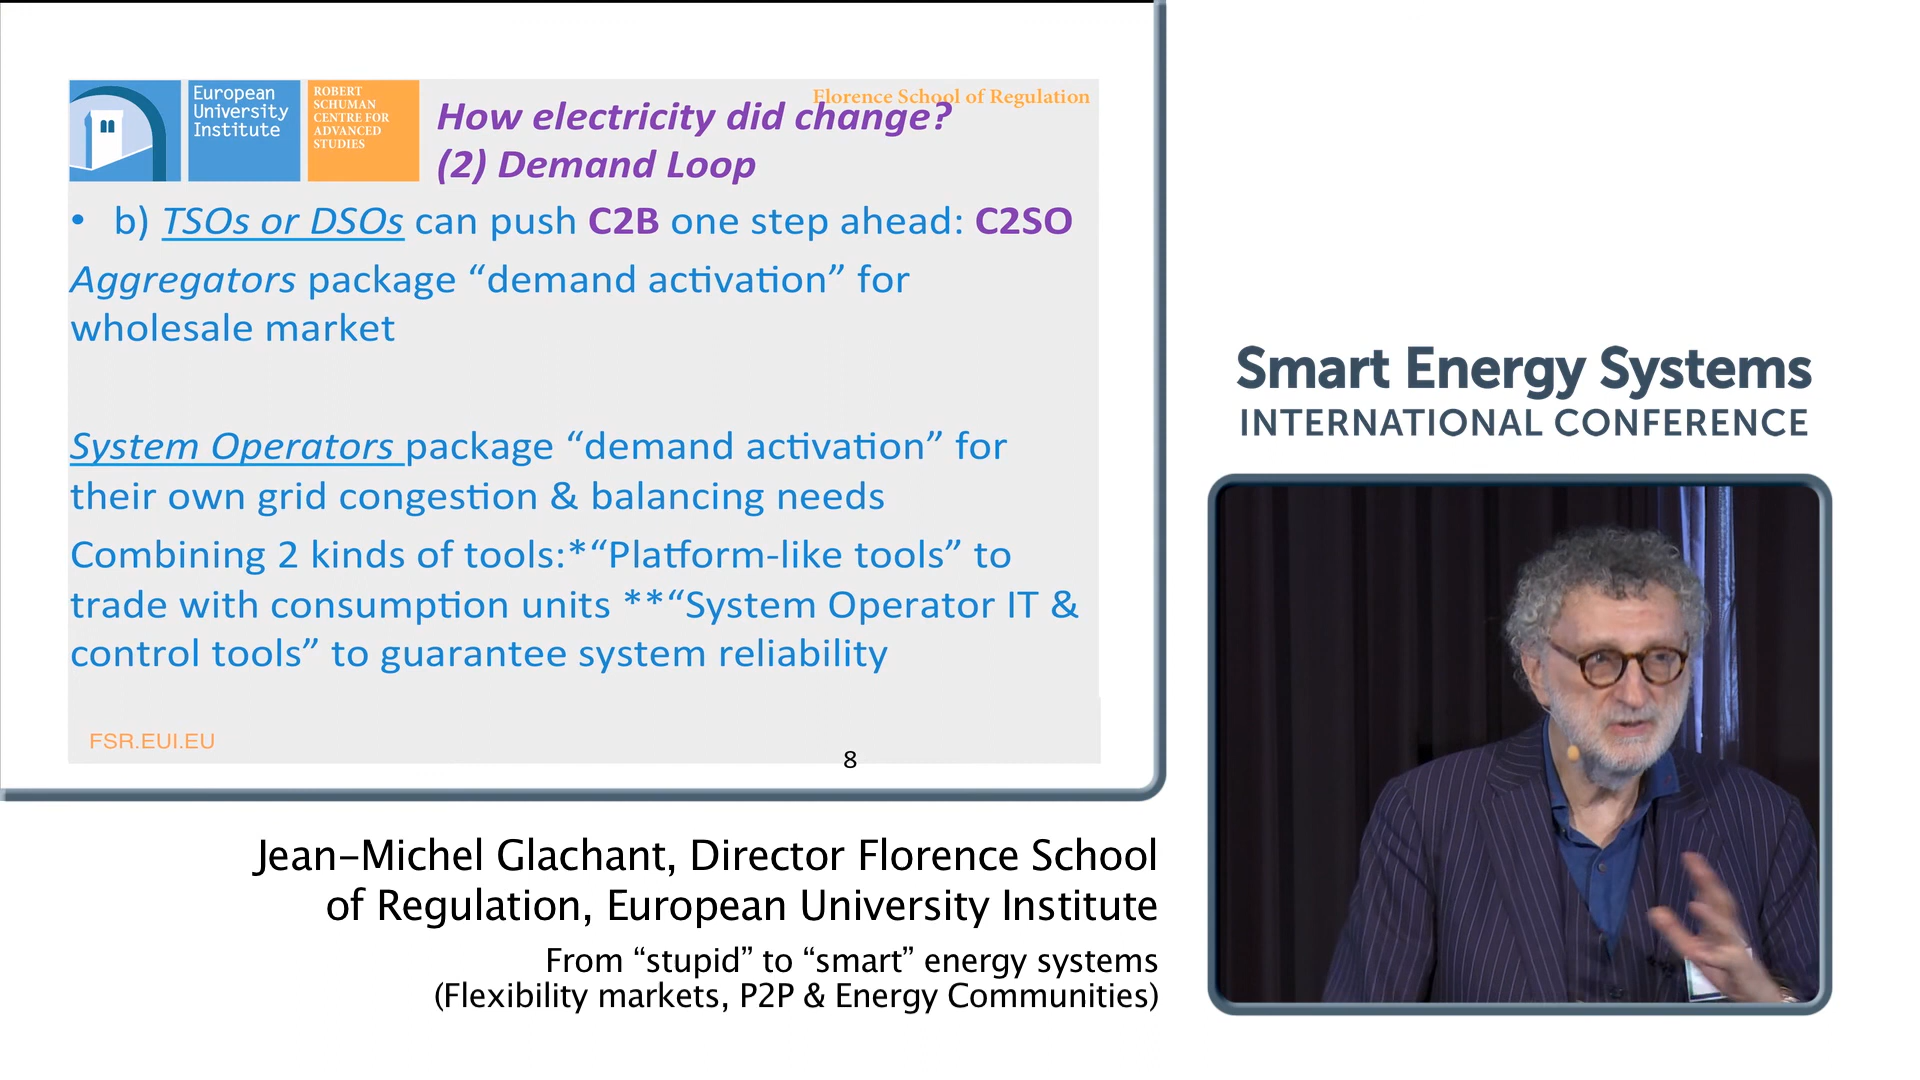 European
University
Institute
ROBERT
SCHUMAN
CENTRE FOR
ADVANCED
STUDIES
Florence School of Regulation
How electricity did change?
(2) Demand Loop
• b) TSOs or DSOs can push C2B one step ahead: C2SO
Aggregators package “demand activation” for
wholesale market
System Operators package “demand activation” for
their own grid congestion & balancing needs
Combining 2 kinds of tools:*“Platform-like tools” to
trade with consumption units **“System Operator IT &
control tools” to guarantee system reliability
FSR.EUI.EU
8
Smart Energy Systems
INTERNATIONAL CONFERENCE
Jean-Michel Glachant, Director Florence School
of Regulation, European University Institute
From “stupid” to “smart” energy systems
(Flexibility markets, P2P & Energy Communities)